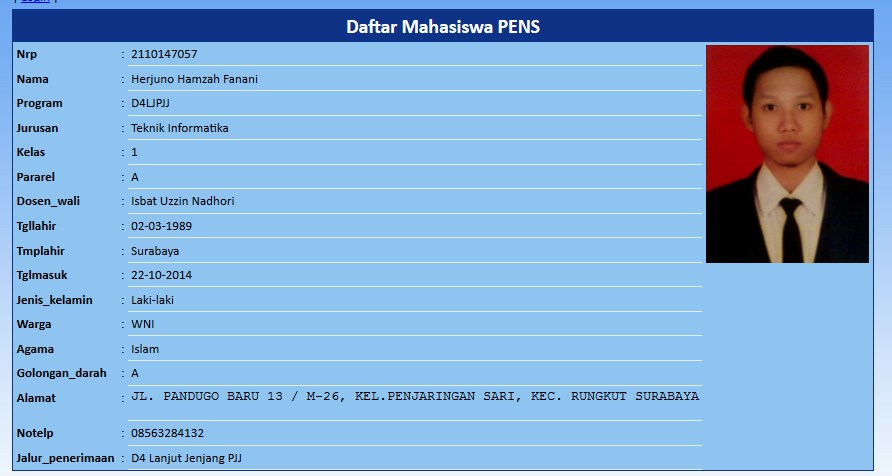 | Login |
Daftar Mahasiswa PENS
Nrp : 2110147057
Nama : Herjuno Hamzah Fanani
Program : D4LJPJJ
Jurusan : Teknik Informatika
Kelas : 1
Pararel : A
Dosen_wali : Isbat Uzzin Nadhori
Tgllahir : 02-03-1989
Tmplahir : Surabaya
Tglmasuk : 22-10-2014
Jenis_kelamin : Laki-laki
Warga : WNI
Agama : Islam
Golongan_darah : A
Alamat : JL. PANDUGO BARU 13 / M-26, KEL.PENJARINGAN SARI, KEC. RUNGKUT SURABAYA
Notelp : 08563284132
Jalur_penerimaan : D4 Lanjut Jenjang PJJ